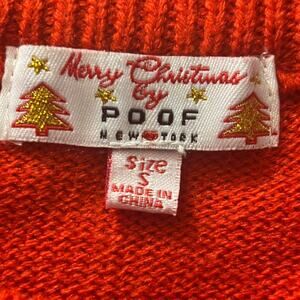 Merry Christmas
by
POOF
NEW YORK
Size
S
MADE IN
CHINA